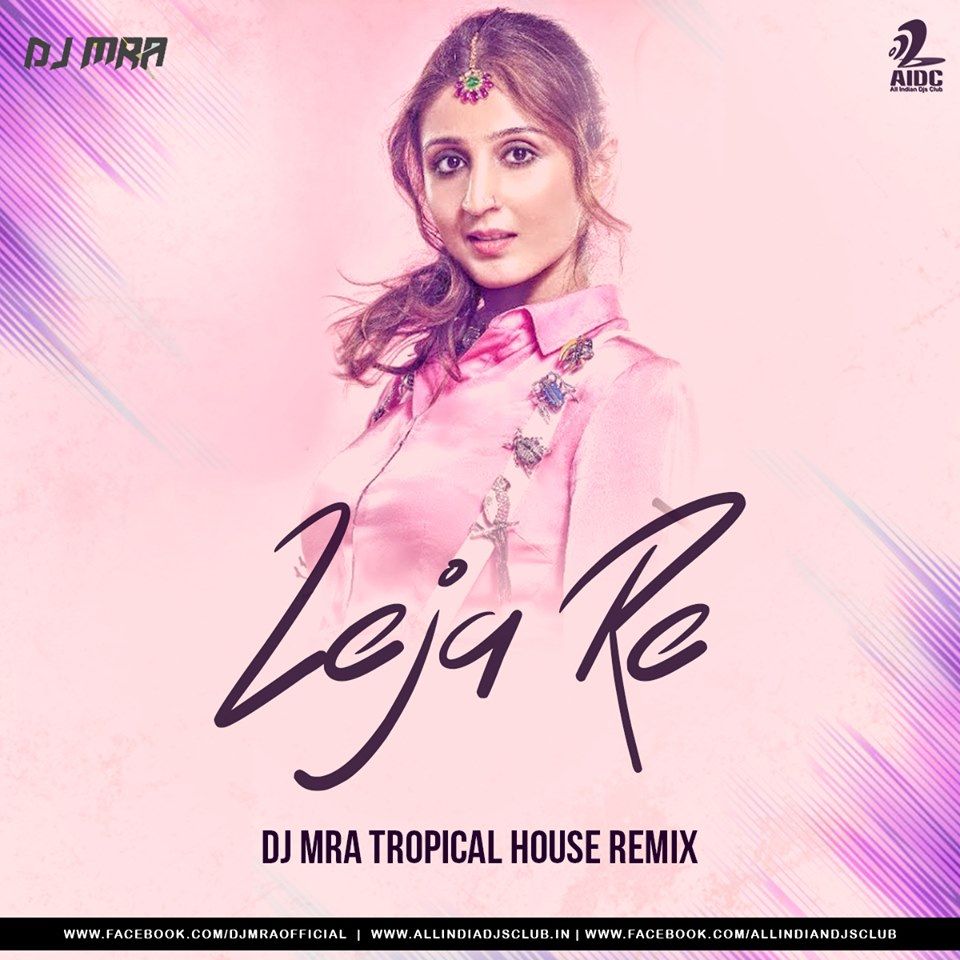 DJ MRA
AIDC
All Indian Djs Club
Leja Re
DJ MRA TROPICAL HOUSE REMIX
WWW.FACEBOOK.COM/DJMRAOFFICIAL | WWW.ALLINDIADJSCLUB.IN | WWW.FACEBOOK.COM/ALLINDIANDJSCLUB